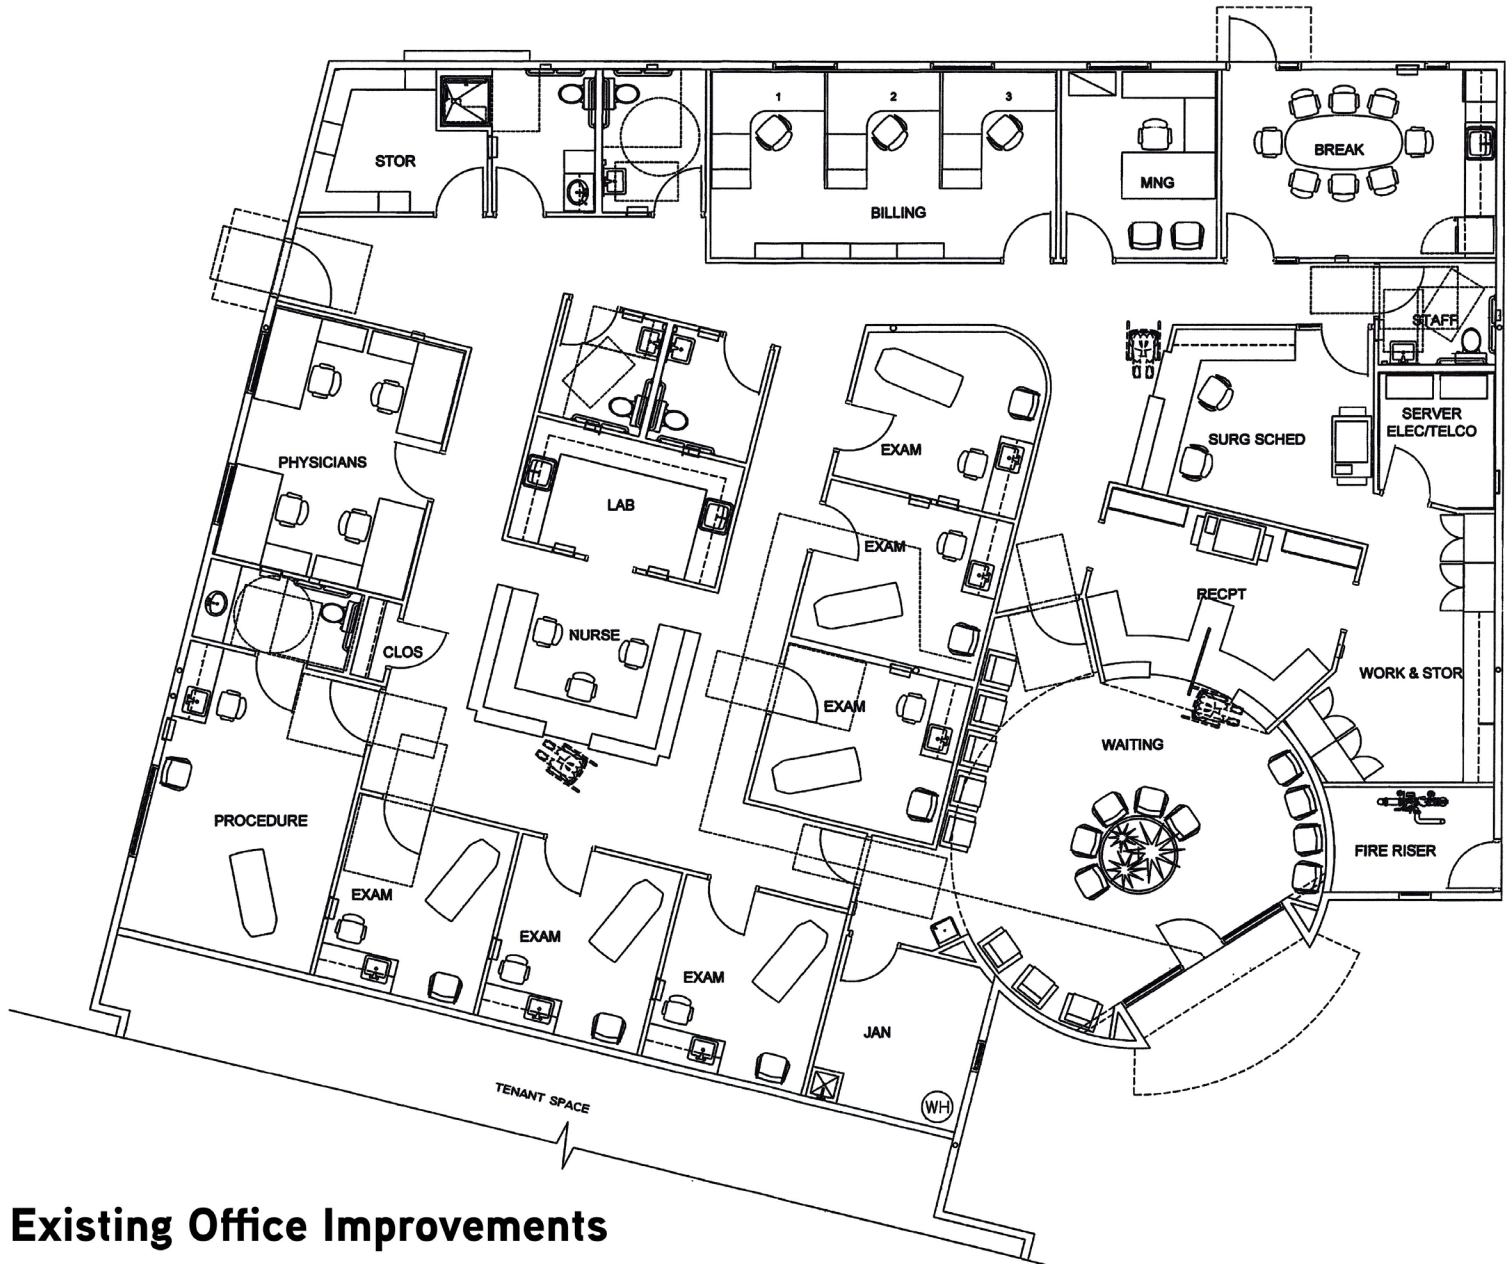 1
2
3
STOR
BREAK
MNG
BILLING
STAFF
SERVER
ELEC/TELCO
SURG SCHED
EXAM
PHYSICIANS
LAB
EXAM
RECPT
NURSE
CLOS
WORK & STOR
EXAM
WAITING
PROCEDURE
FIRE RISER
EXAM
EXAM
EXAM
JAN
WH
TENANT SPACE
Existing Office Improvements